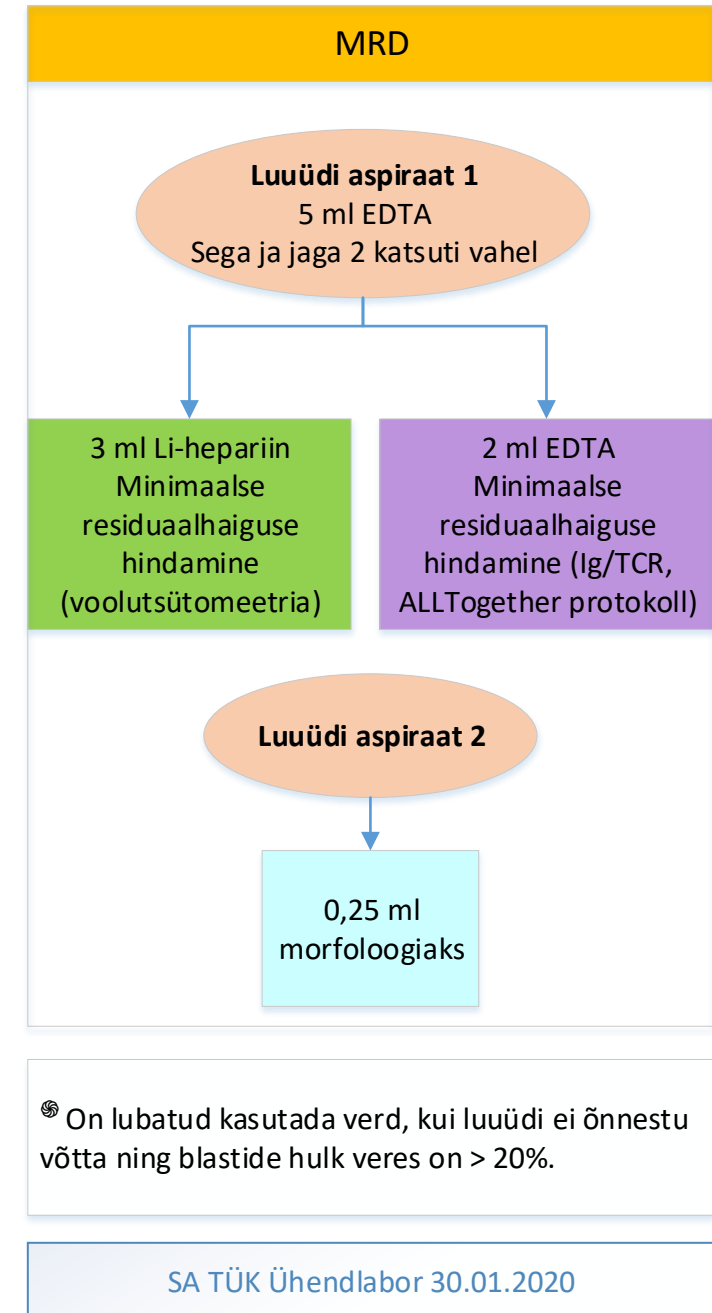 MRD
Luuüdi aspiraat 1
5 ml EDTA
Sega ja jaga 2 katsuti vahel
3 ml Li-hepariin
Minimaalse
residuaalhaiguse
hindamine
(voolutsütomeetria)
2 ml EDTA
Minimaalse
residuaalhaiguse
hindamine (Ig/TCR,
ALLTogether protokoll)
Luuüdi aspiraat 2
0,25 ml
morfoloogiaks
֍ On lubatud kasutada verd, kui luuüdi ei õnnestu
võtta ning blastide hulk veres on > 20%.
SA TÜK Ühendlabor 30.01.2020